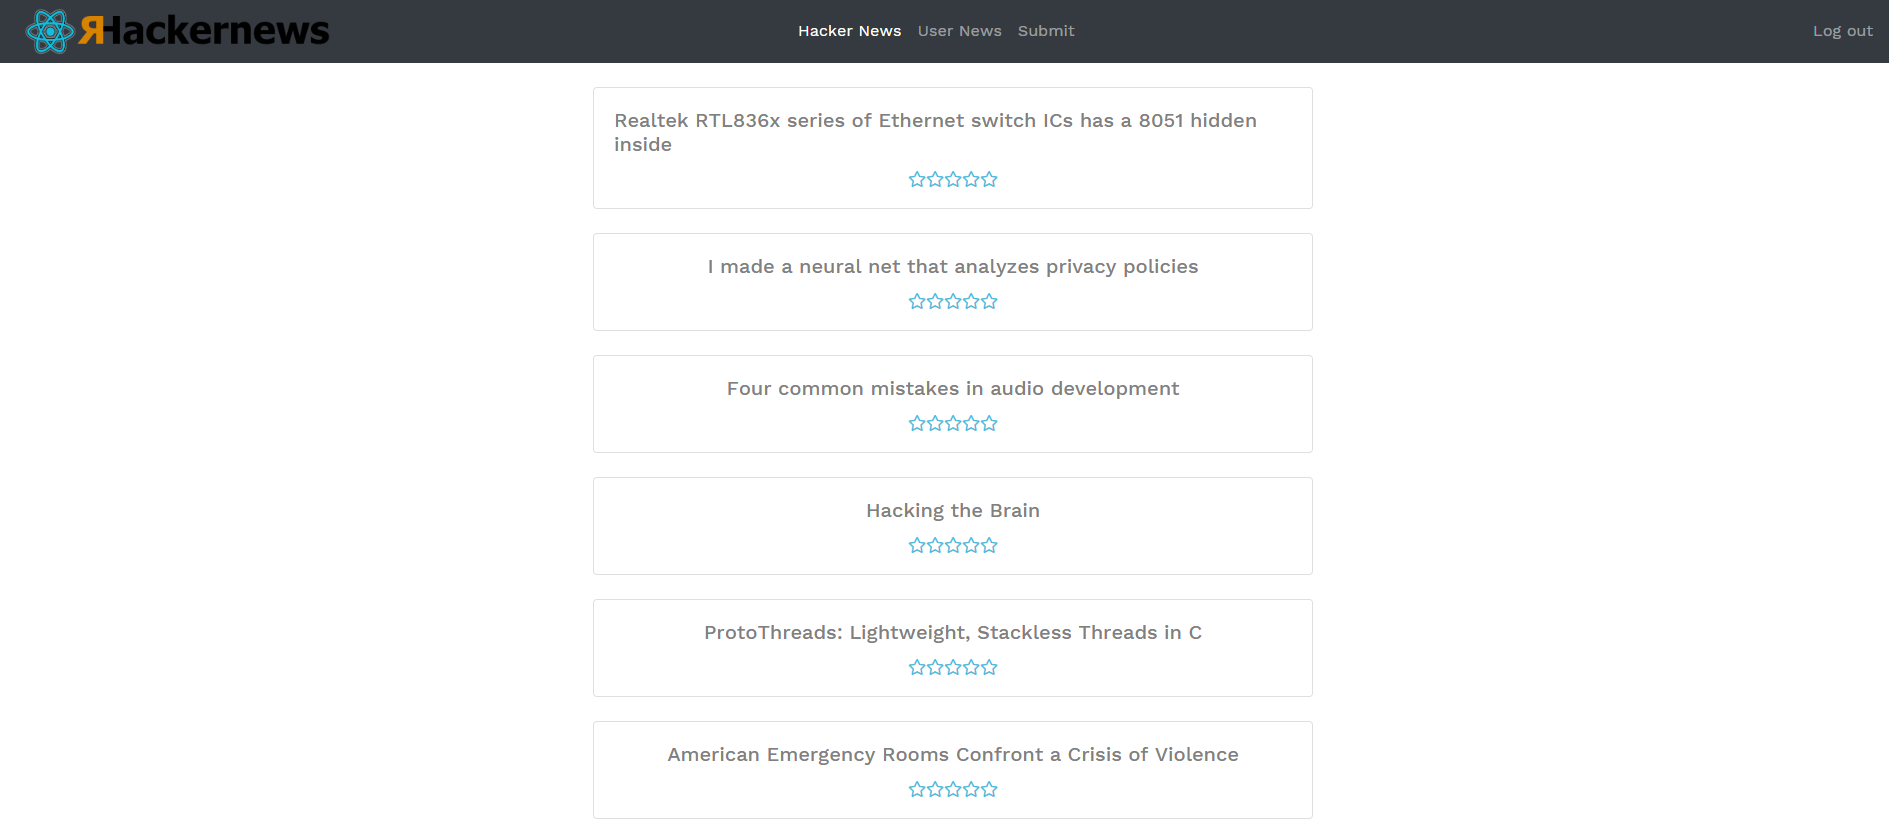 ЯHackernews
Hacker News User News Submit
Log out
Realtek RTL836x series of Ethernet switch ICs has a 8051 hidden
inside
I made a neural net that analyzes privacy policies
Four common mistakes in audio development
Hacking the Brain
ProtoThreads: Lightweight, Stackless Threads in C
American Emergency Rooms Confront a Crisis of Violence